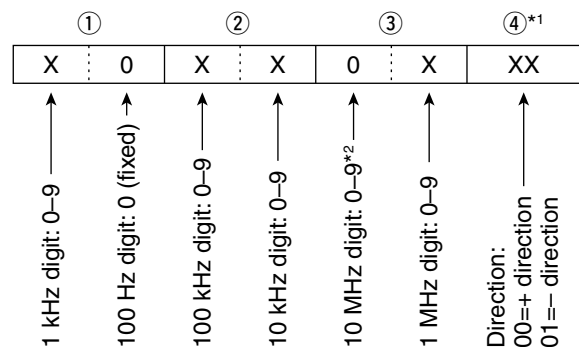 ① ② ③ ④*1
X 0 X X 0 X XX
1 kHz digit: 0–9
100 Hz digit: 0 (fixed)
100 kHz digit: 0–9
10 kHz digit: 0–9
10 MHz digit: 0–9*2
1 MHz digit: 0–9
Direction:
00=+ direction
01=– direction